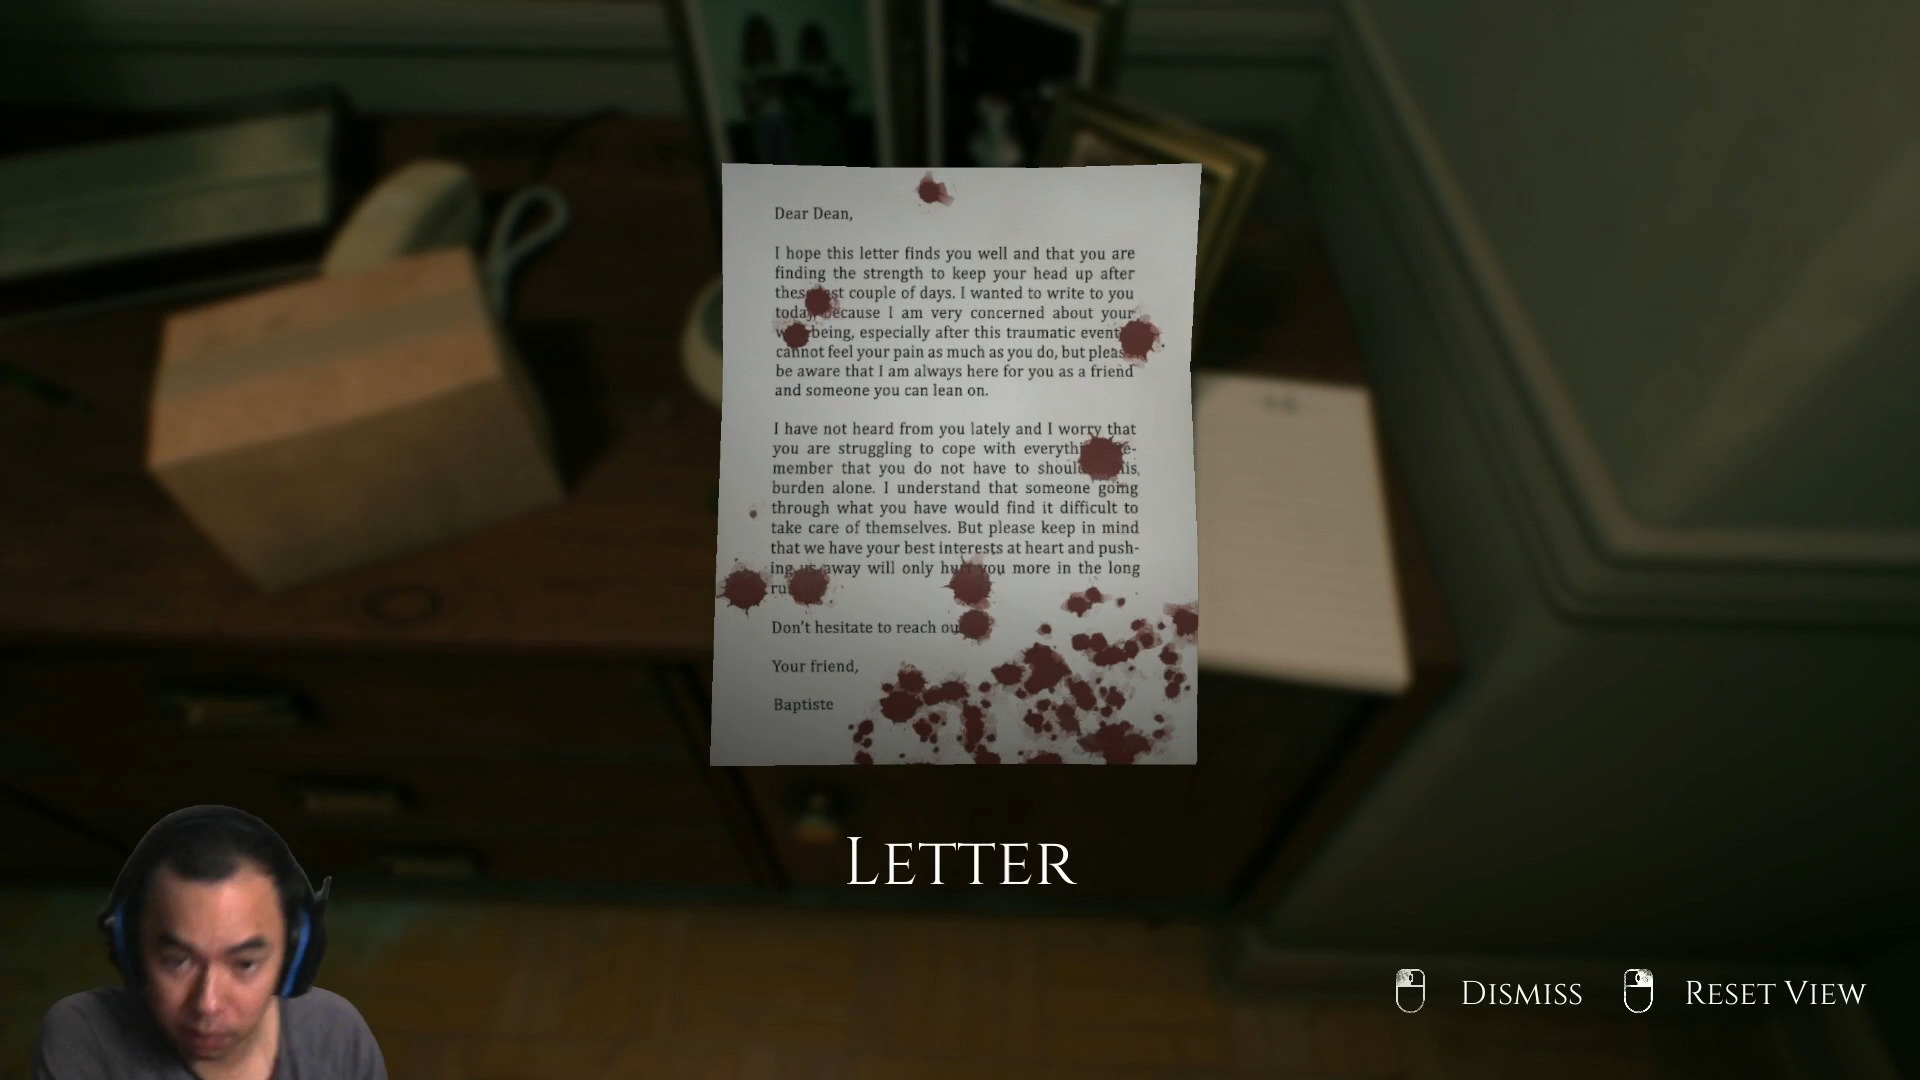 Dear Dean,
I hope this letter finds you well and that you are
finding the strength to keep your head up after
couple of days. I wanted to write to you
today, because I am very concerned about your
being, especially after this traumatic event
cannot feel your pain as much as you do, but please
be aware that I am always here for you as a friend
and someone you can lean on.
I have not heard from you lately and I worry that
you are struggling to cope with
member that you do not have to
burden alone. I understand that someone going
through what you have would find it difficult to
take care of themselves. But please keep in mind
that we have your best interests at heart and push-
ing us away will only hurt you more in the long
Don't hesitate to reach
Your friend,
Baptiste
LETTER
DISMISS
RESET VIEW